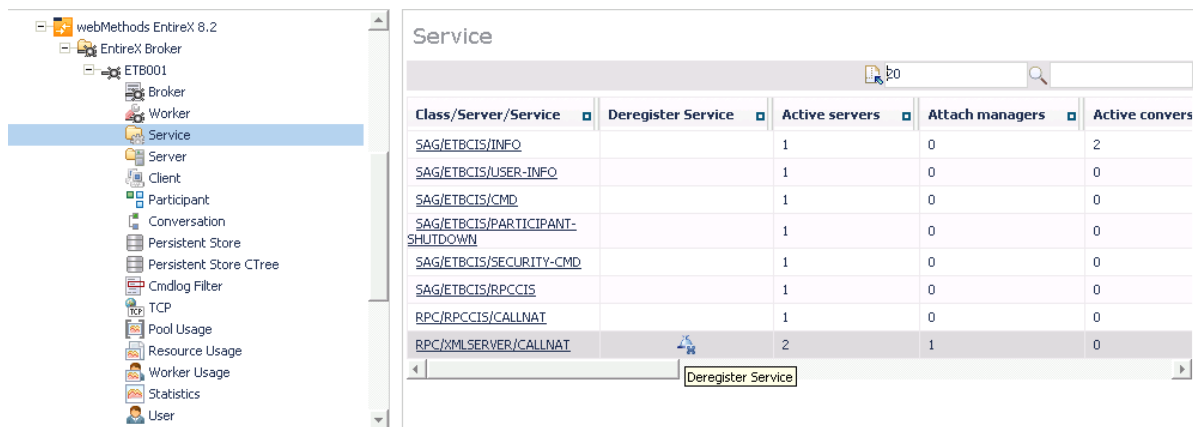 webMethods EntireX 8.2
EntireX Broker
ETB001
Broker
Worker
Service
Server
Client
Participant
Conversation
Persistent Store
Persistent Store CTree
Cmdlog Filter
TCP
TCP
Pool Usage
Resource Usage
Worker Usage
Statistics
User
Service
20
Class/Server/Service Deregister Service Active servers Attach managers Active convers
SAG/ETBCIS/INFO 1 0 2
SAG/ETBCIS/USER-INFO 1 0 0
SAG/ETBCIS/CMD 1 0 0
SAG/ETBCIS/PARTICIPANT-
SHUTDOWN 1 0 0
SAG/ETBCIS/SECURITY-CMD 1 0 0
SAG/ETBCIS/RPCCIS 1 0 0
RPC/RPCCIS/CALLNAT 1 0 0
RPC/XMLSERVER/CALLNAT 2 1 0
Deregister Service